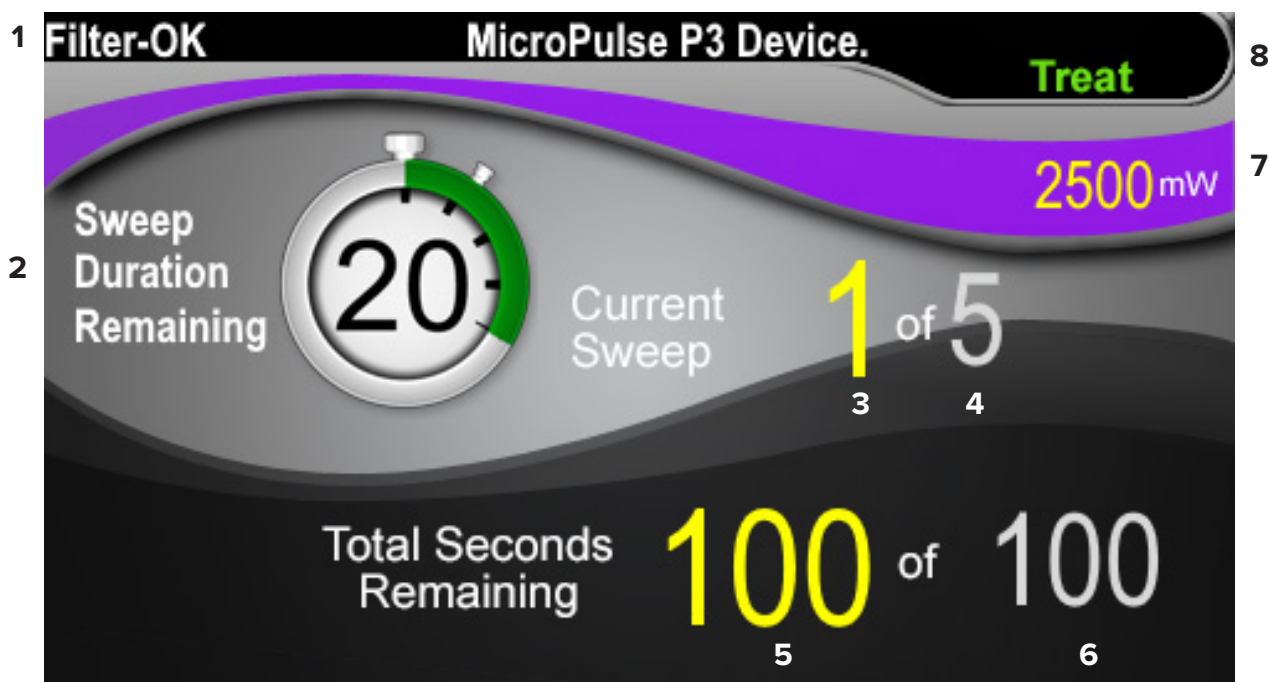 1 Filter-OK MicroPulse P3 Device. 8
Treat
7
2500 mW
Sweep
Duration
Remaining
2
20
Current
Sweep
1 of 5
3 4
Total Seconds
Remaining
100 of 100
5 6